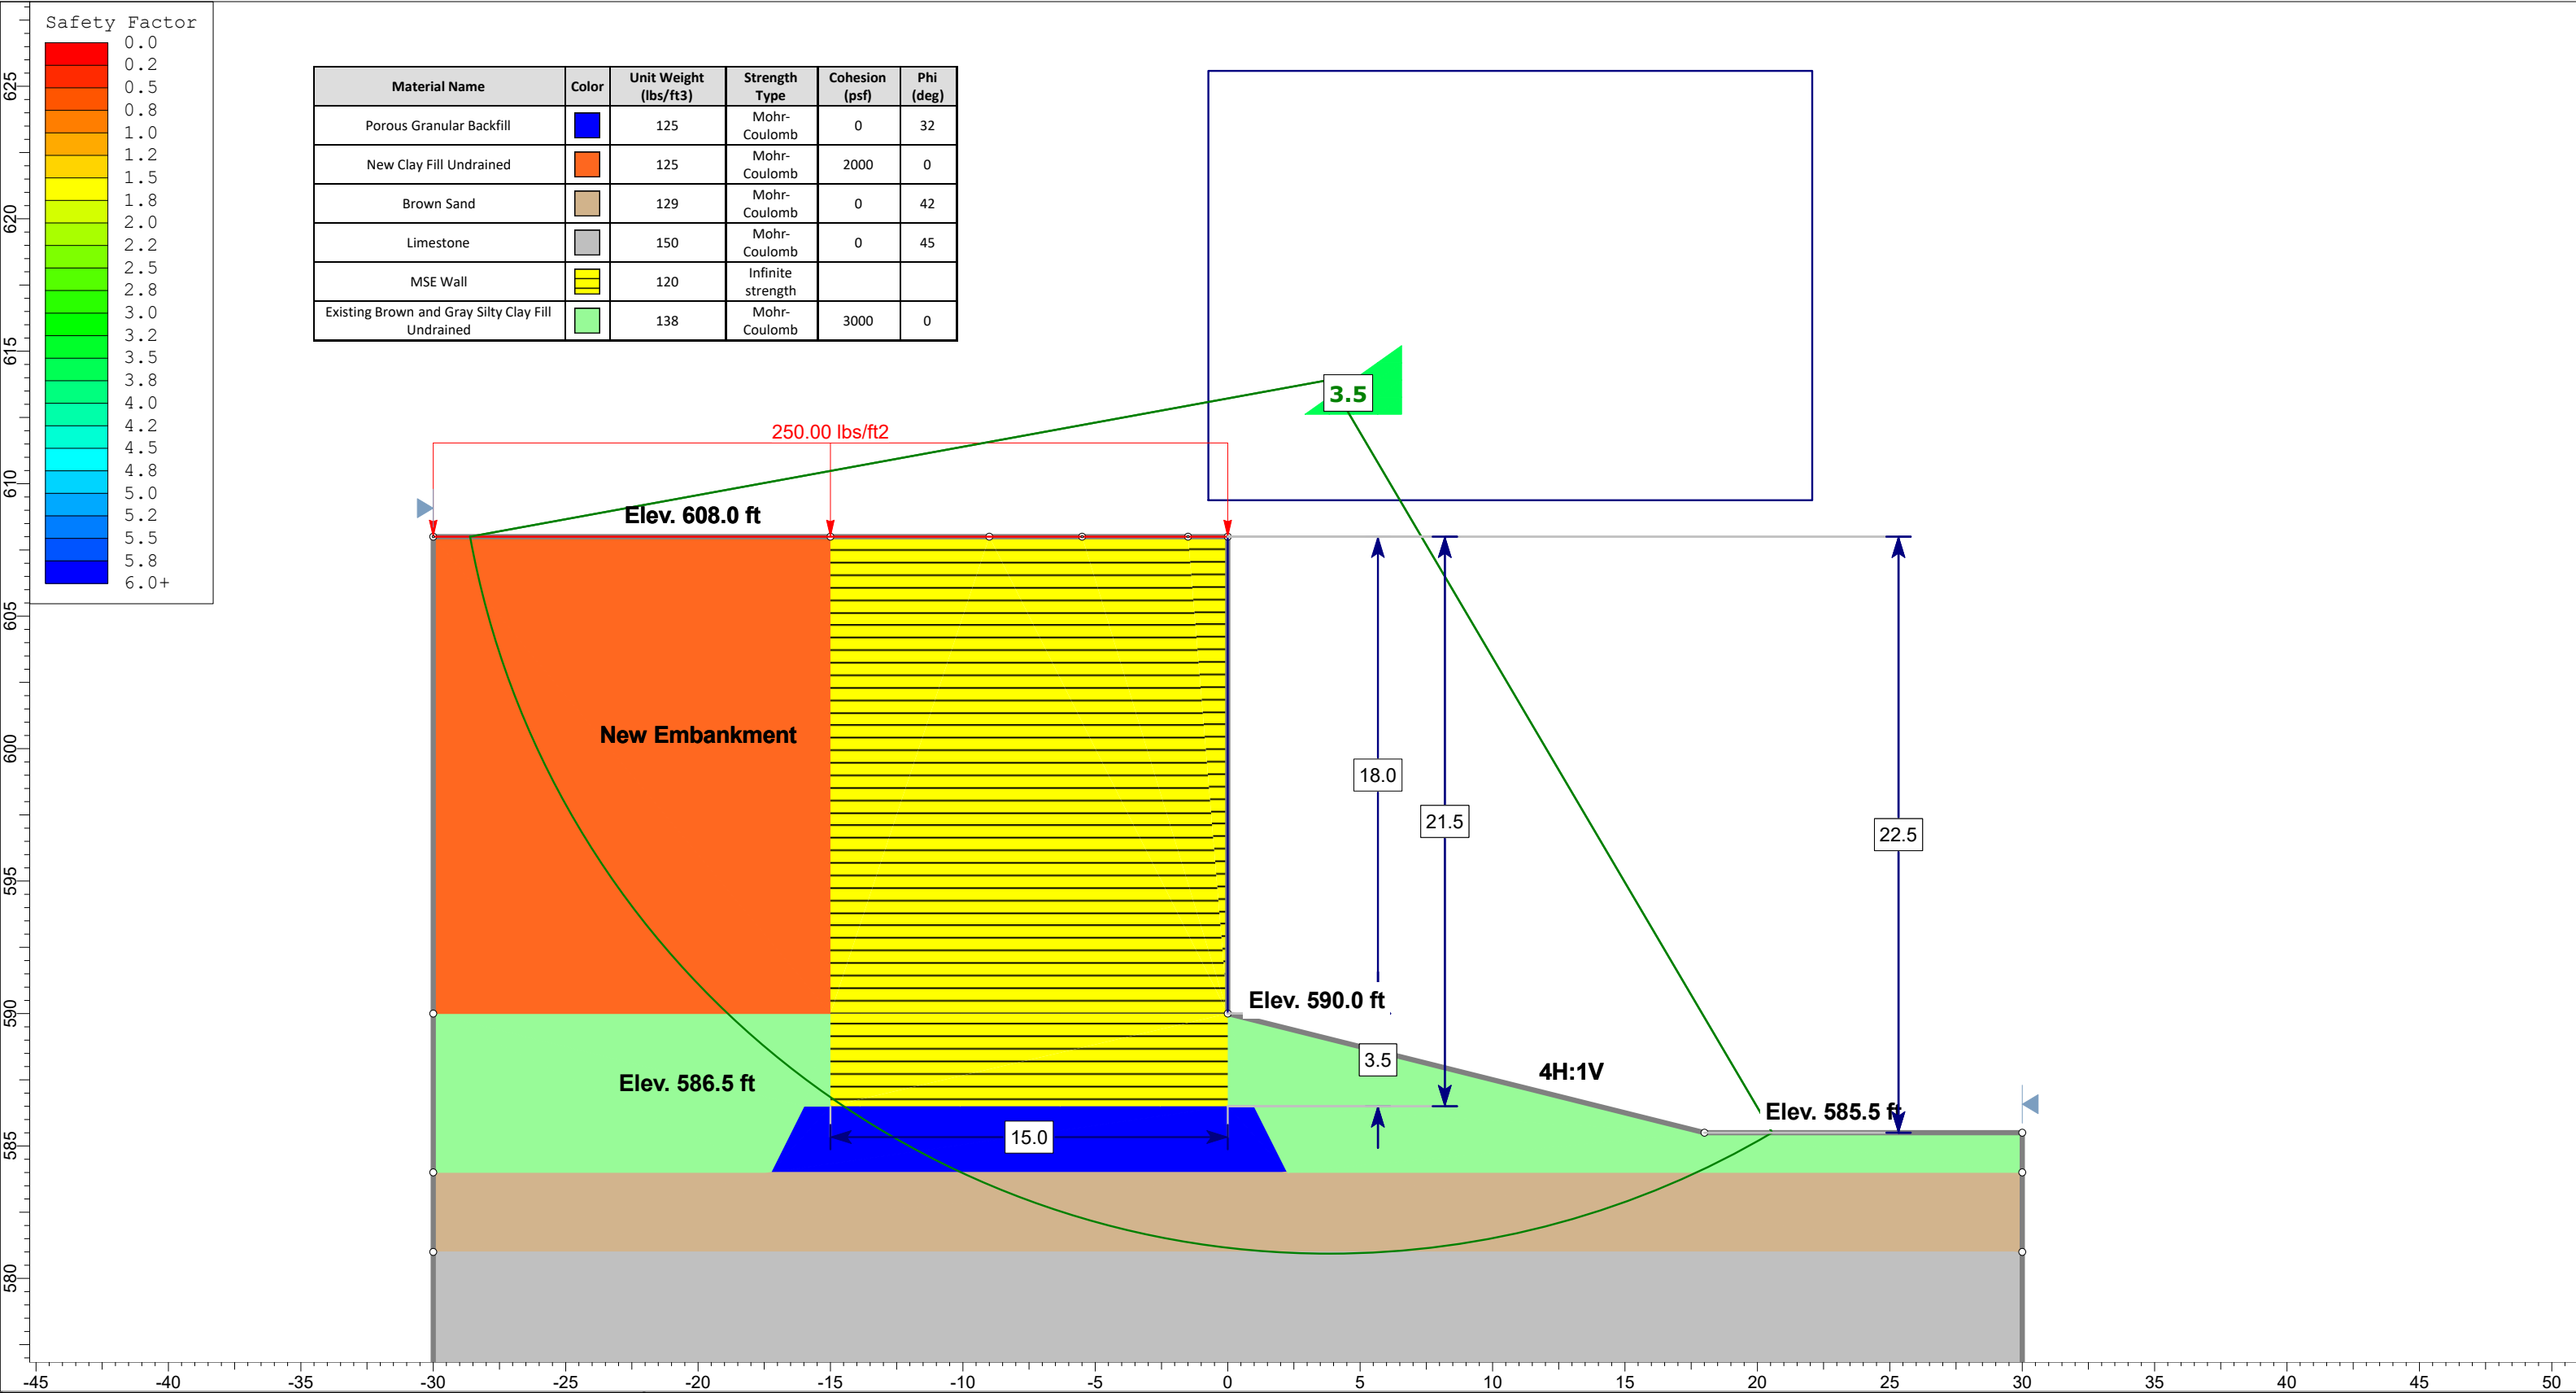 Safety Factor
0.0
0.2
0.5
0.8
1.0
1.2
1.5
1.8
2.0
2.2
2.5
2.8
3.0
3.2
3.5
3.8
4.0
4.2
4.5
4.8
5.0
5.2
5.5
5.8
6.0+
Material Name Color Unit Weight (lbs/ft3) Strength Type Cohesion (psf) Phi (deg)
Porous Granular Backfill 125 Mohr-Coulomb 0 32
New Clay Fill Undrained 125 Mohr-Coulomb 2000 0
Brown Sand 129 Mohr-Coulomb 0 42
Limestone 150 Mohr-Coulomb 0 45
MSE Wall 120 Infinite strength
Existing Brown and Gray Silty Clay Fill Undrained 138 Mohr-Coulomb 3000 0
3.5
250.00 lbs/ft2
Elev. 608.0 ft
New Embankment
18.0
21.5
22.5
Elev. 590.0 ft
3.5
4H:1V
Elev. 586.5 ft
Elev. 585.5 ft
15.0
625
620
615
610
605
600
595
590
585
580
-45 -40 -35 -30 -25 -20 -15 -10 -5 0 5 10 15 20 25 30 35 40 45 50